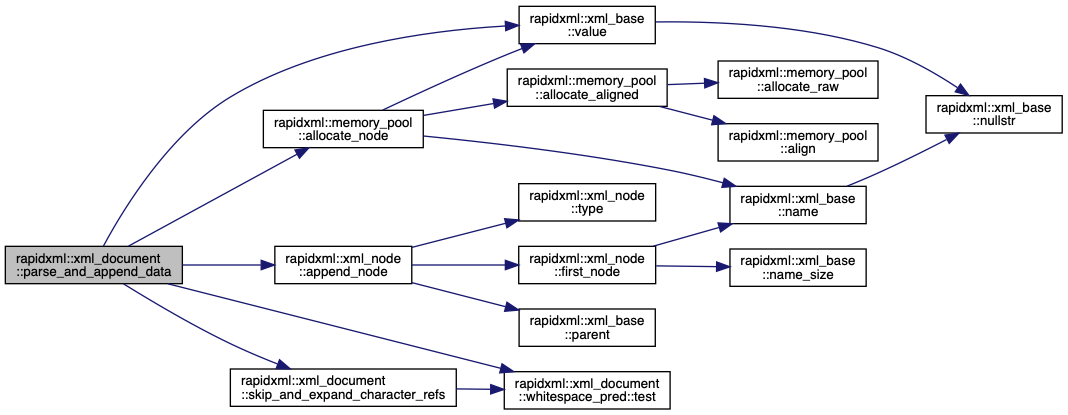 rapidxml::xml_document
::parse_and_append_data
rapidxml::memory_pool
::allocate_node
rapidxml::xml_node
::append_node
rapidxml::xml_document
::skip_and_expand_character_refs
rapidxml::xml_base
::value
rapidxml::memory_pool
::allocate_aligned
rapidxml::xml_node
::type
rapidxml::xml_node
::first_node
rapidxml::xml_base
::parent
rapidxml::xml_document
::whitespace_pred::test
rapidxml::memory_pool
::allocate_raw
rapidxml::memory_pool
::align
rapidxml::xml_base
::name
rapidxml::xml_base
::name_size
rapidxml::xml_base
::nullstr